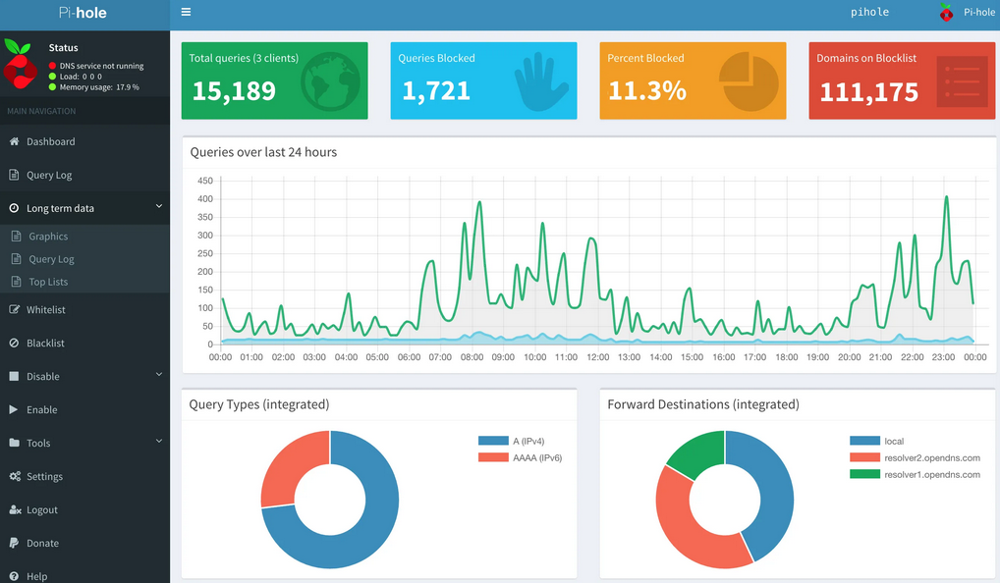 Pi-hole
pihole
Pi-hole
Status
DNS service not running
Load: 0 0 0
Memory usage: 17.9 %
MAIN NAVIGATION
Dashboard
Query Log
Long term data
Graphics
Query Log
Top Lists
Whitelist
Blacklist
Disable
Enable
Tools
Settings
Logout
Donate
Help
Total queries (3 clients)
15,189
Queries Blocked
1,721
Percent Blocked
11.3%
Domains on Blocklist
111,175
Queries over last 24 hours
450
400
350
300
250
200
150
100
50
0
00:00 01:00 02:00 03:00 04:00 05:00 06:00 07:00 08:00 09:00 10:00 11:00 12:00 13:00 14:00 15:00 16:00 17:00 18:00 19:00 20:00 21:00 22:00 23:00 00:00
Query Types (integrated)
A (IPv4)
AAAA (IPv6)
Forward Destinations (integrated)
local
resolver2.opendns.com
resolver1.opendns.com